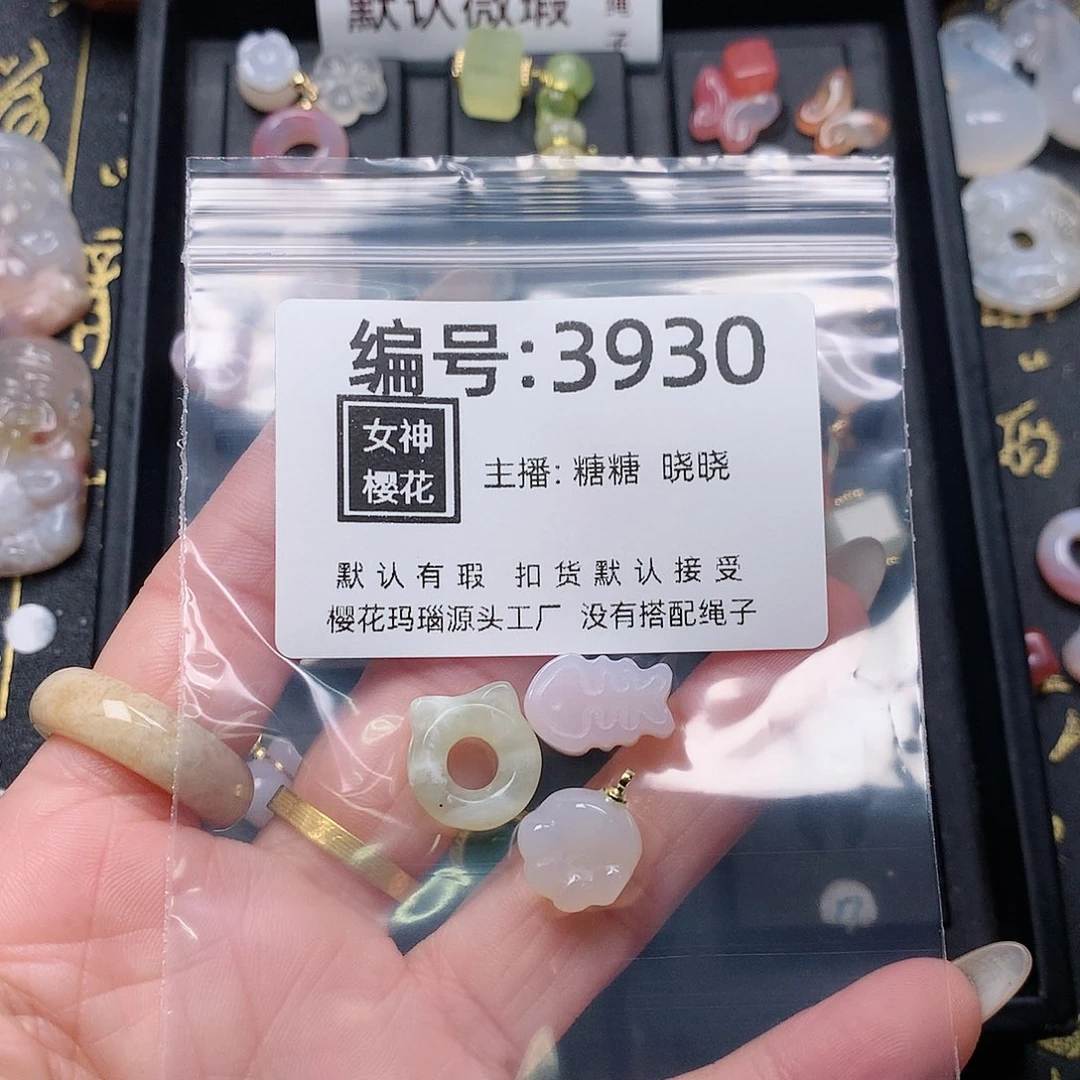 默认微瑕
绳
子
编号:3930
女神
樱花
主播: 糖糖 晓晓
默认有瑕 扣货默认接受
樱花玛瑙源头工厂 没有搭配绳子